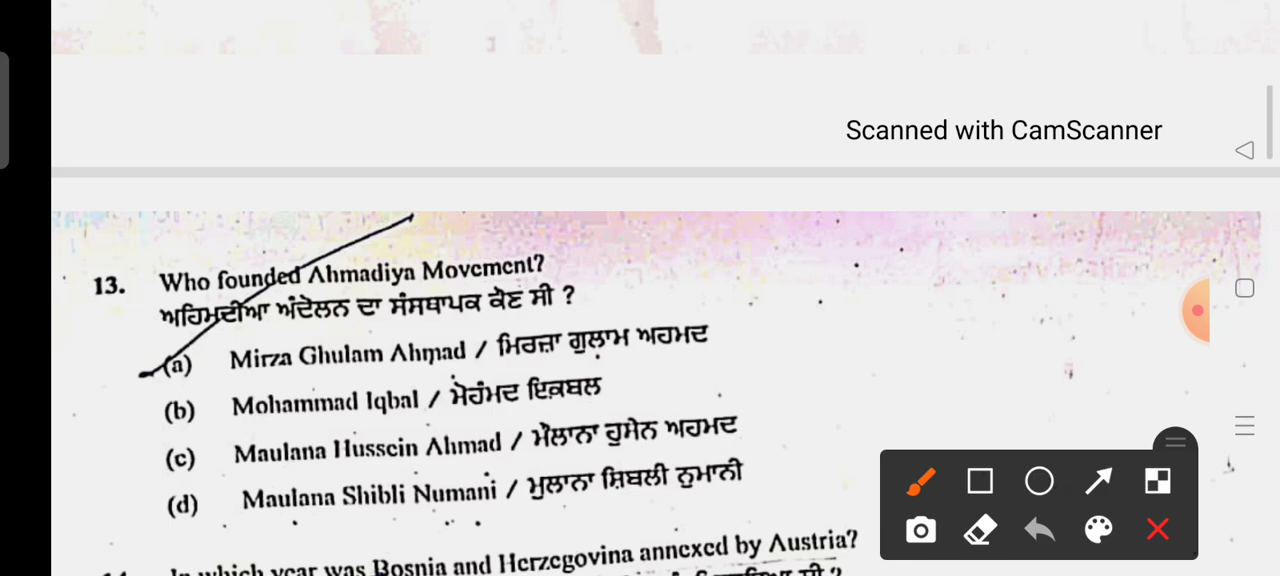 Scanned with CamScanner
13. Who founded Ahmadiya Movement?
ਅਹਿਮਦੀਆ ਅੰਦੋਲਨ ਦਾ ਸੰਸਥਾਪਕ ਕੌਣ ਸੀ ?
(a) Mirza Ghulam Ahmad / ਮਿਰਜ਼ਾ ਗੁਲਾਮ ਅਹਮਦ
(b) Mohammad Iqbal / ਮੋਹੰਮਦ ਇਕਬਲ
(c) Maulana Hussein Ahmad / ਮੌਲਾਨਾ ਹੁਸੇਨ ਅਹਮਦ
(d) Maulana Shibli Numani / ਮੁਲਾਨਾ ਸ਼ਿਬਲੀ ਨੁਮਾਨੀ
In which year was Bosnia and Herzegovina annexed by Austria?
ਸੀ ?